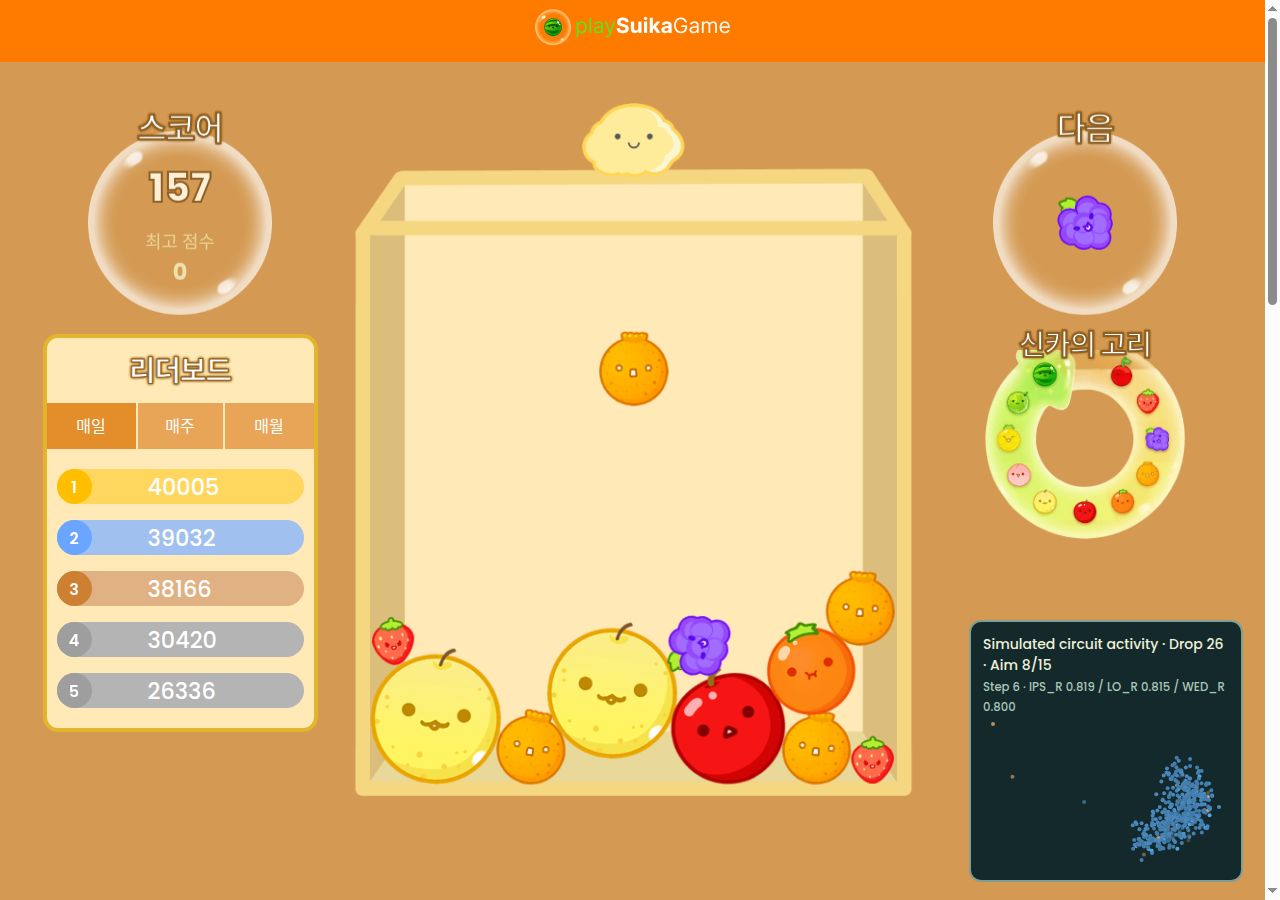 playSuikaGame
스코어
157
최고 점수
0
다음
신카의 고리
리더보드
매일 매주 매월
1 40005
2 39032
3 38166
4 30420
5 26336
Simulated circuit activity · Drop 26
· Aim 8/15
Step 6 · IPS_R 0.819 / LO_R 0.815 / WED_R
0.800